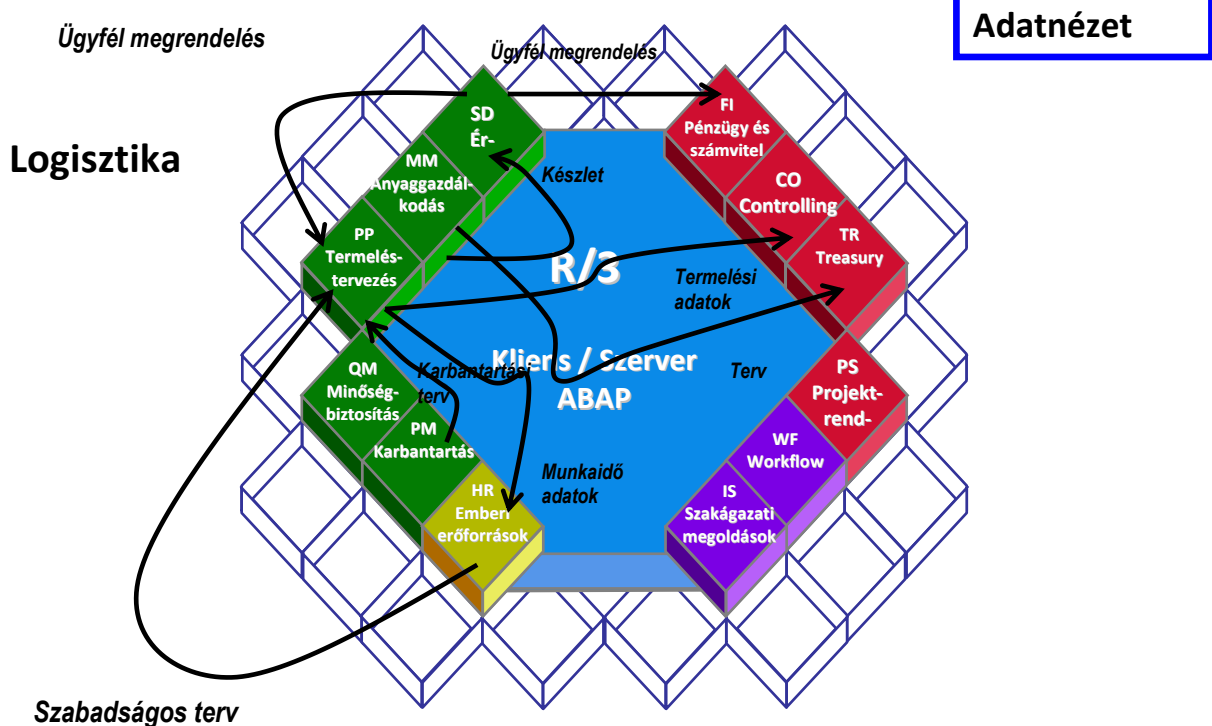 Adatnézet
Ügyfél megrendelés
Ügyfél megrendelés
Logisztika
SD
Ér-
MM
Anyaggazdál-
kodás
PP
Termelés-
tervezés
QM
Minőség-
biztosítás
PM
Karbantartás
HR
Emberi
erőforrások
Készlet
R/3
Termelési
adatok
Kliens / Szerver
ABAP
Karbantartási
terv
Terv
Munkaidő
adatok
FI
Pénzügy és
számvitel
CO
Controlling
TR
Treasury
PS
Projekt-
rend-
WF
Workflow
IS
Szakágazati
megoldások
Szabadságos terv